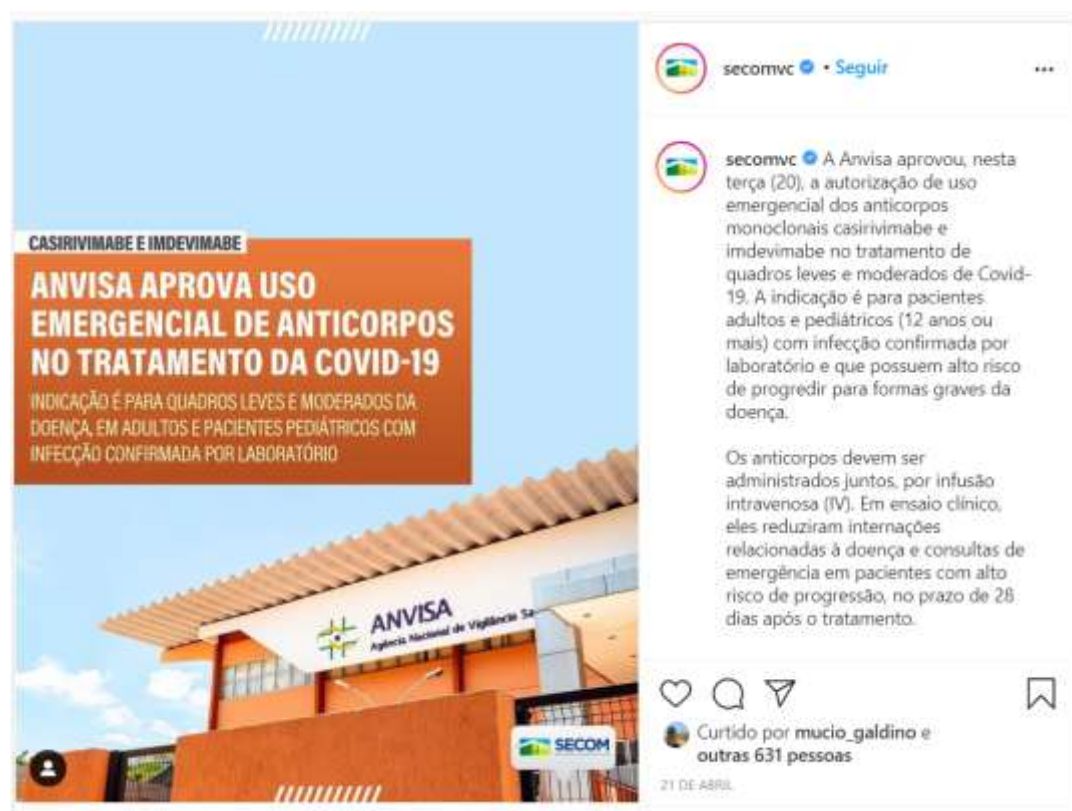 CASIRIVIMABE E IMDEVIMABE
ANVISA APROVA USO
EMERGENCIAL DE ANTICORPOS
NO TRATAMENTO DA COVID-19
INDICAÇÃO É PARA QUADROS LEVES E MODERADOS DA
DOENÇA, EM ADULTOS E PACIENTES PEDIÁTRICOS COM
INFECÇÃO CONFIRMADA POR LABORATÓRIO
ANVISA
Agência Nacional de Vigilância
SECOM
secomvc • Seguir
secomvc A Anvisa aprovou, nesta
terça (20), a autorização de uso
emergencial dos anticorpos
monoclonais casirivimabe e
imdevimabe no tratamento de
quadros leves e moderados de Covid-
19. A indicação é para pacientes
adultos e pediátricos (12 anos ou
mais) com infecção confirmada por
laboratório e que possuem alto risco
de progredir para formas graves da
doença.
Os anticorpos devem ser
administrados juntos, por infusão
intravenosa (IV). Em ensaio clínico,
eles reduziram internações
relacionadas à doença e consultas de
emergência em pacientes com alto
risco de progressão, no prazo de 28
dias após o tratamento.
Curtido por mucio_galdino e
outras 631 pessoas
21 DE ABRIL